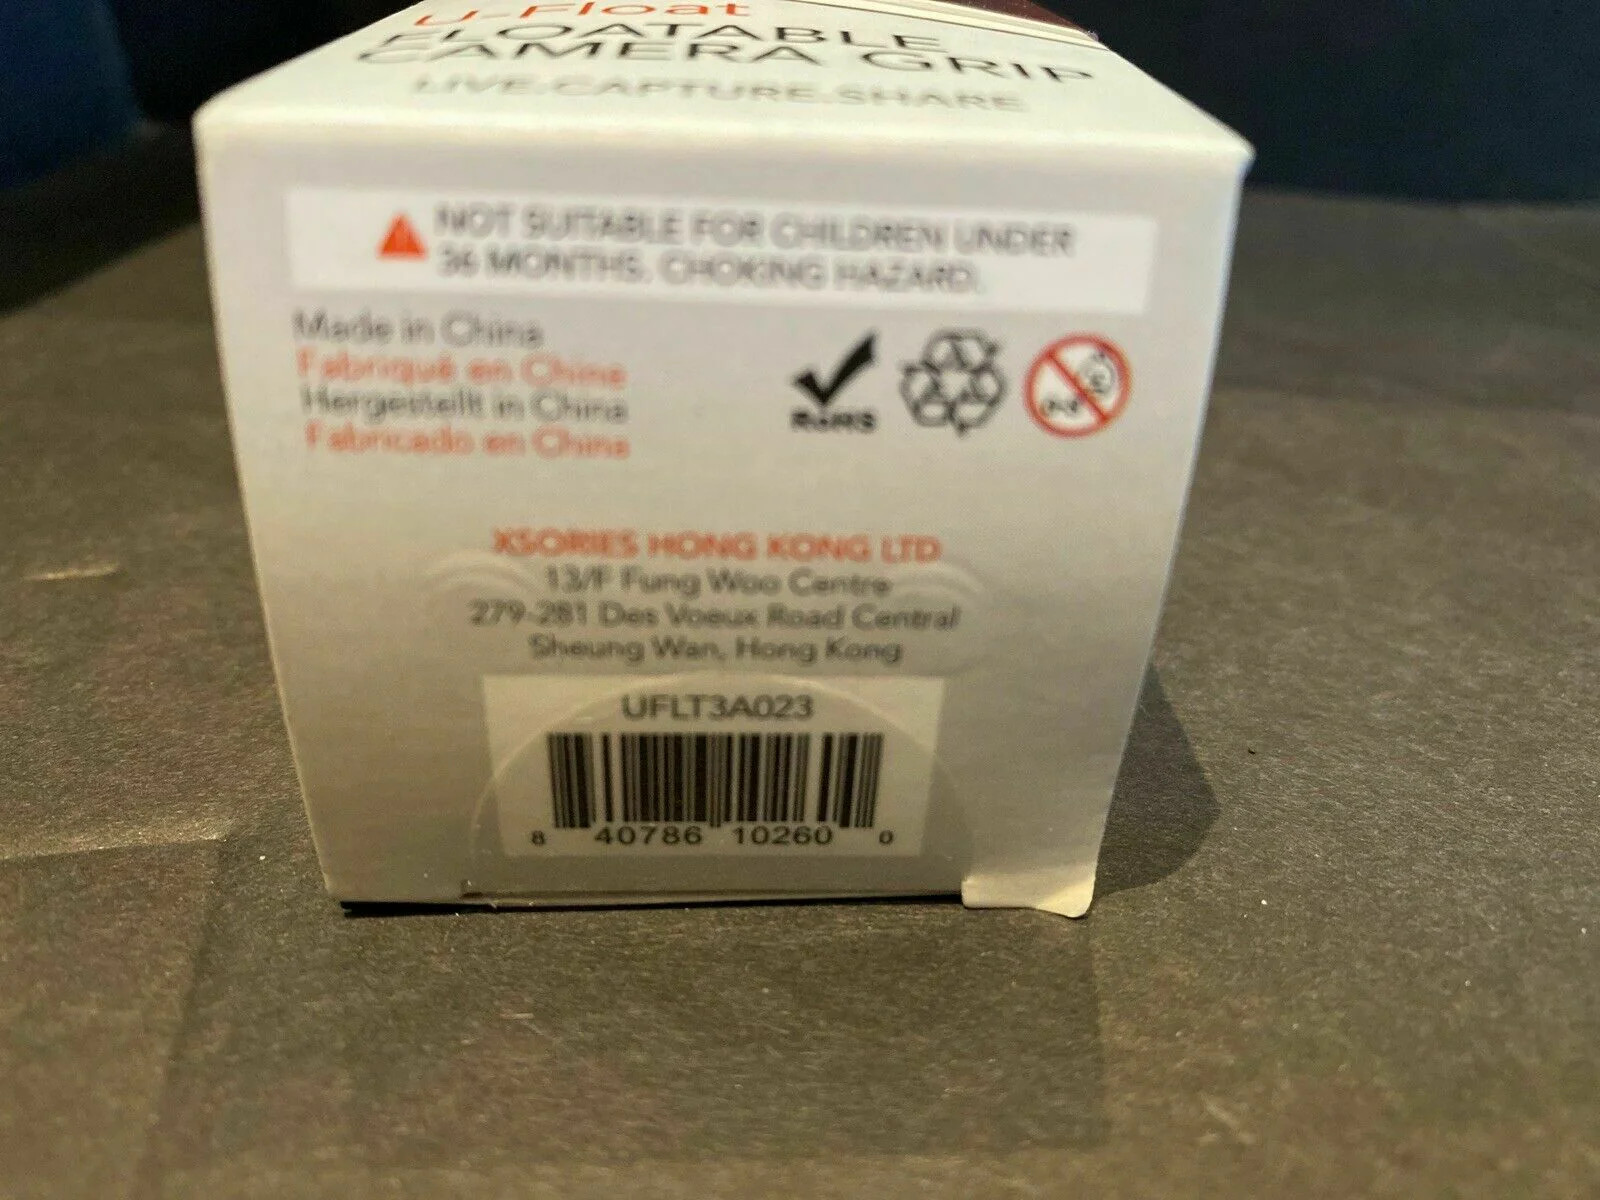 U-Float
FLOATABLE
CAMERA GRIP
LIVE.CAPTURE.SHARE
NOT SUITABLE FOR CHILDREN UNDER
36 MONTHS. CHOKING HAZARD.
Made in China
Fabriqué en Chine
Hergestellt in China
Fabricado en China
RoHS
0-3
XSORIES HONG KONG LTD
13/F Fung Woo Centre
279-281 Des Voeux Road Central
Sheung Wan, Hong Kong
UFLT3A023
8 40786 10260 0